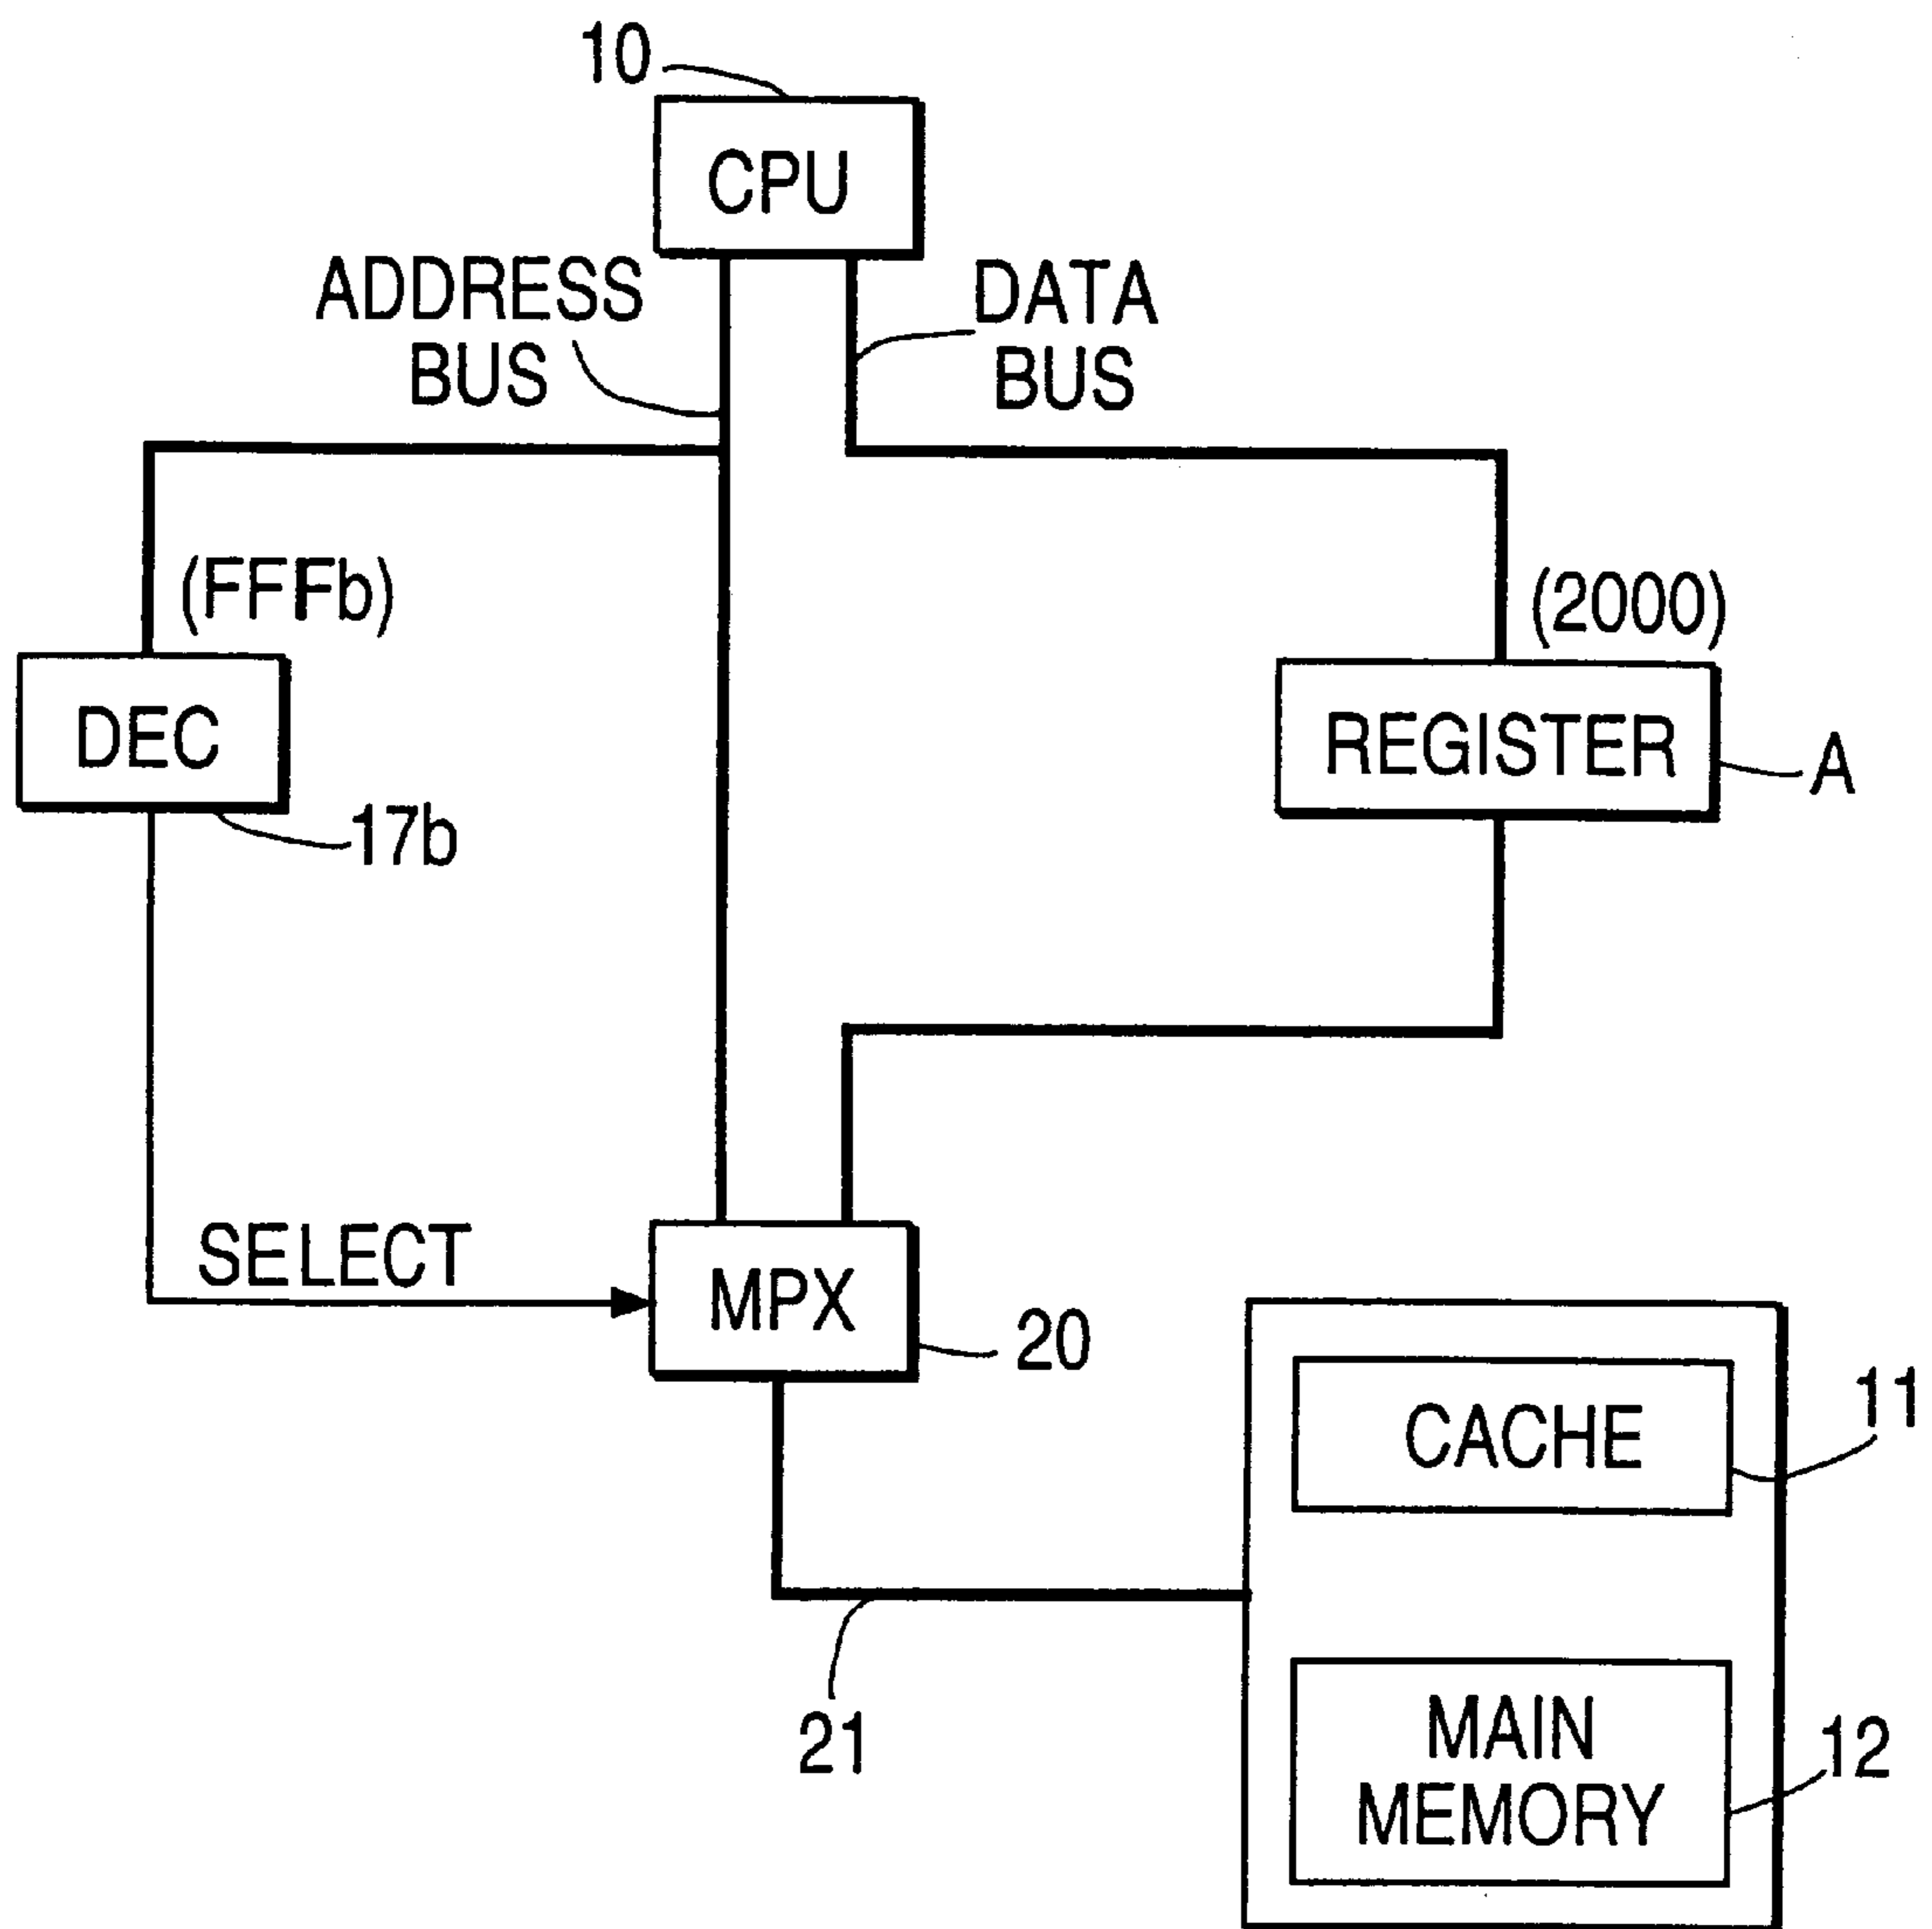 10
CPU
ADDRESS
BUS
DATA
BUS
(FFFb)
(2000)
DEC
REGISTER
A
17b
SELECT
MPX
20
CACHE
11
21
MAIN
MEMORY
12